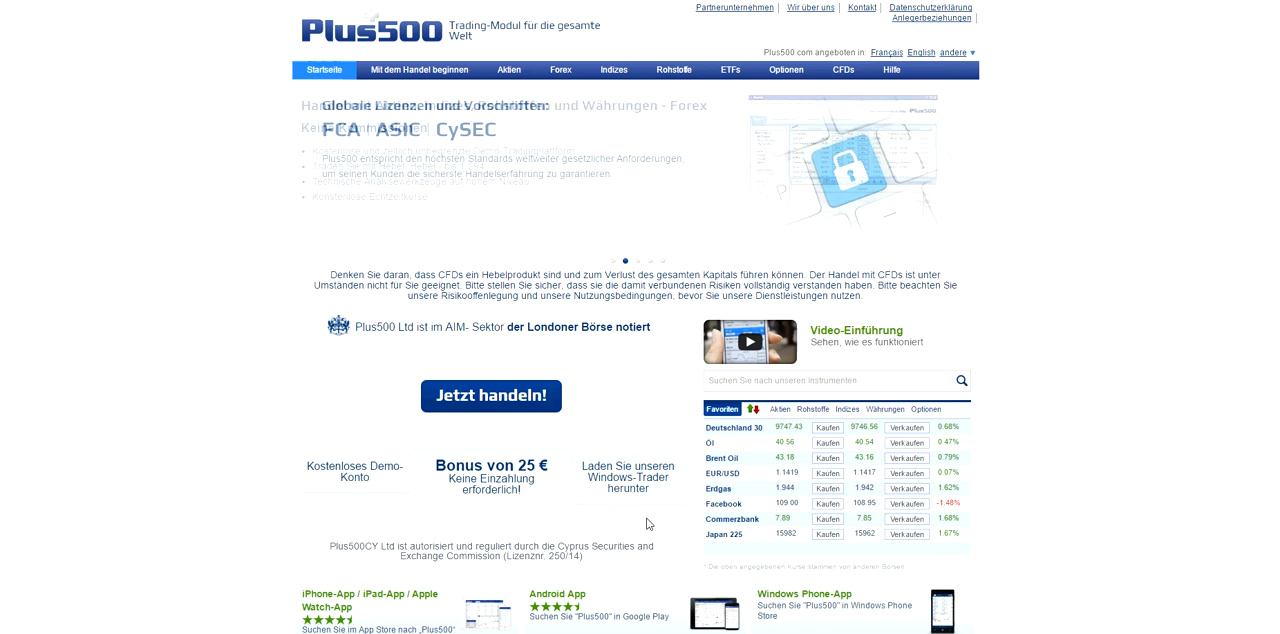 Partnerunternehmen | Wir über uns | Kontakt | Datenschutzerklärung
Anlegerbeziehungen |
Plus500 Trading-Modul für die gesamte
Welt
Plus500.com angeboten in: Français English andere
Startseite Mit dem Handel beginnen Aktien Forex Indizes Rohstoffe ETFs Optionen CFDs Hilfe
Globale Lizenzen und Vorschriften:
und Währungen - Forex
FCA | ASIC | CySEC
Plus500 entspricht den höchsten Standards weltweiter gesetzlicher Anforderungen,
um seinen Kunden die sicherste Handelserfahrung zu garantieren.
• Technische Analysewerkzeuge auf hohem Niveau
• Kostenlose Echtzeitkurse
Denken Sie daran, dass CFDs ein Hebelprodukt sind und zum Verlust des gesamten Kapitals führen können. Der Handel mit CFDs ist unter
Umständen nicht für Sie geeignet. Bitte stellen Sie sicher, dass sie die damit verbundenen Risiken vollständig verstanden haben. Bitte beachten Sie
unsere Risikooffenlegung und unsere Nutzungsbedingungen, bevor Sie unsere Dienstleistungen nutzen.
Plus500 Ltd ist im AIM- Sektor der Londoner Börse notiert
Jetzt handeln!
Kostenloses Demo-
Konto
Bonus von 25 €
Keine Einzahlung
erforderlich!
Laden Sie unseren
Windows-Trader
herunter
Plus500CY Ltd ist autorisiert und reguliert durch die Cyprus Securities and
Exchange Commission (Lizenznr. 250/14)
Video-Einführung
Sehen, wie es funktioniert
Suchen Sie nach unseren Instrumenten
Favoriten Aktien Rohstoffe Indizes Währungen Optionen
Deutschland 30 9747.43 Kaufen 9746.56 Verkaufen 0.68%
Öl 40.56 Kaufen 40.54 Verkaufen 0.47%
Brent Oil 43.18 Kaufen 43.16 Verkaufen 0.79%
EUR/USD 1.1419 Kaufen 1.1417 Verkaufen 0.07%
Erdgas 1.944 Kaufen 1.942 Verkaufen 1.62%
Facebook 109.00 Kaufen 108.95 Verkaufen -1.48%
Commerzbank 7.89 Kaufen 7.85 Verkaufen 1.68%
Japan 225 15982 Kaufen 15962 Verkaufen 1.67%
* Die oben angegebenen Kurse stammen von anderen Börsen
iPhone-App / iPad-App / Apple
Watch-App
Suchen Sie im App Store nach „Plus500“
Android App
Suchen Sie "Plus500" in Google Play
Windows Phone-App
Suchen Sie "Plus500" in Windows Phone
Store